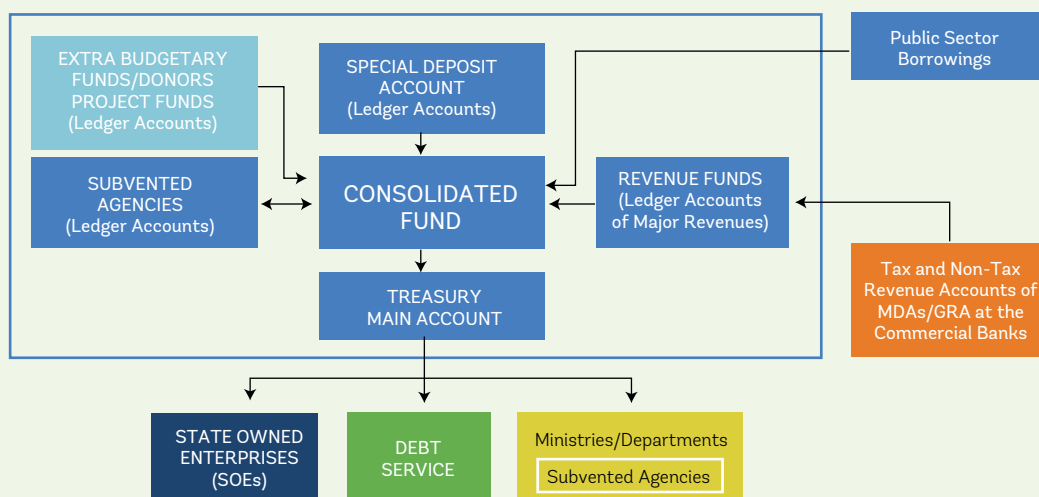 EXTRA BUDGETARY
FUNDS/DONORS
PROJECT FUNDS
(Ledger Accounts)
SPECIAL DEPOSIT
ACCOUNT
(Ledger Accounts)
Public Sector
Borrowings
SUBVENTED
AGENCIES
(Ledger Accounts)
CONSOLIDATED
FUND
REVENUE FUNDS
(Ledger Accounts
of Major Revenues)
TREASURY
MAIN ACCOUNT
Tax and Non-Tax
Revenue Accounts of
MDAs/GRA at the
Commercial Banks
STATE OWNED
ENTERPRISES
(SOEs)
DEBT
SERVICE
Ministries/Departments
Subvented Agencies